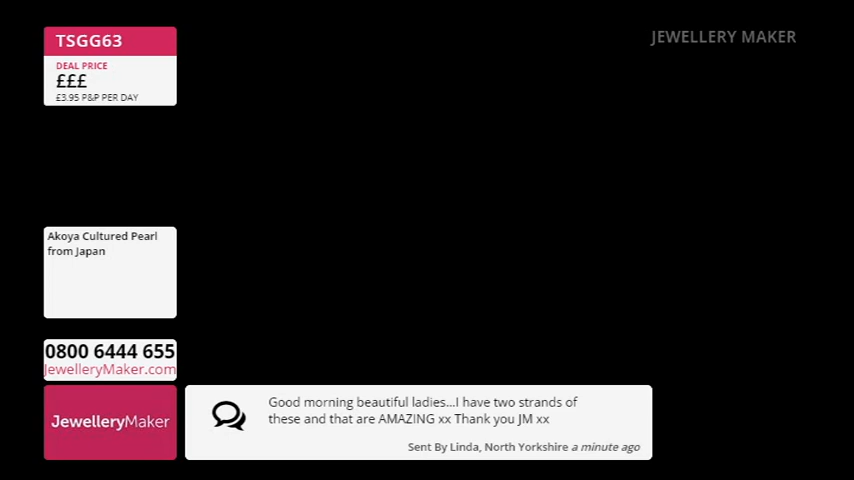 TSGG63
JEWELLERY MAKER
DEAL PRICE
£££
£3.95 P&P PER DAY
Akoya Cultured Pearl
from Japan
0800 6444 655
JewelleryMaker.com
JewelleryMaker
Good morning beautiful ladies...I have two strands of
these and that are AMAZING xx Thank you JM xx
Sent By Linda, North Yorkshire a minute ago